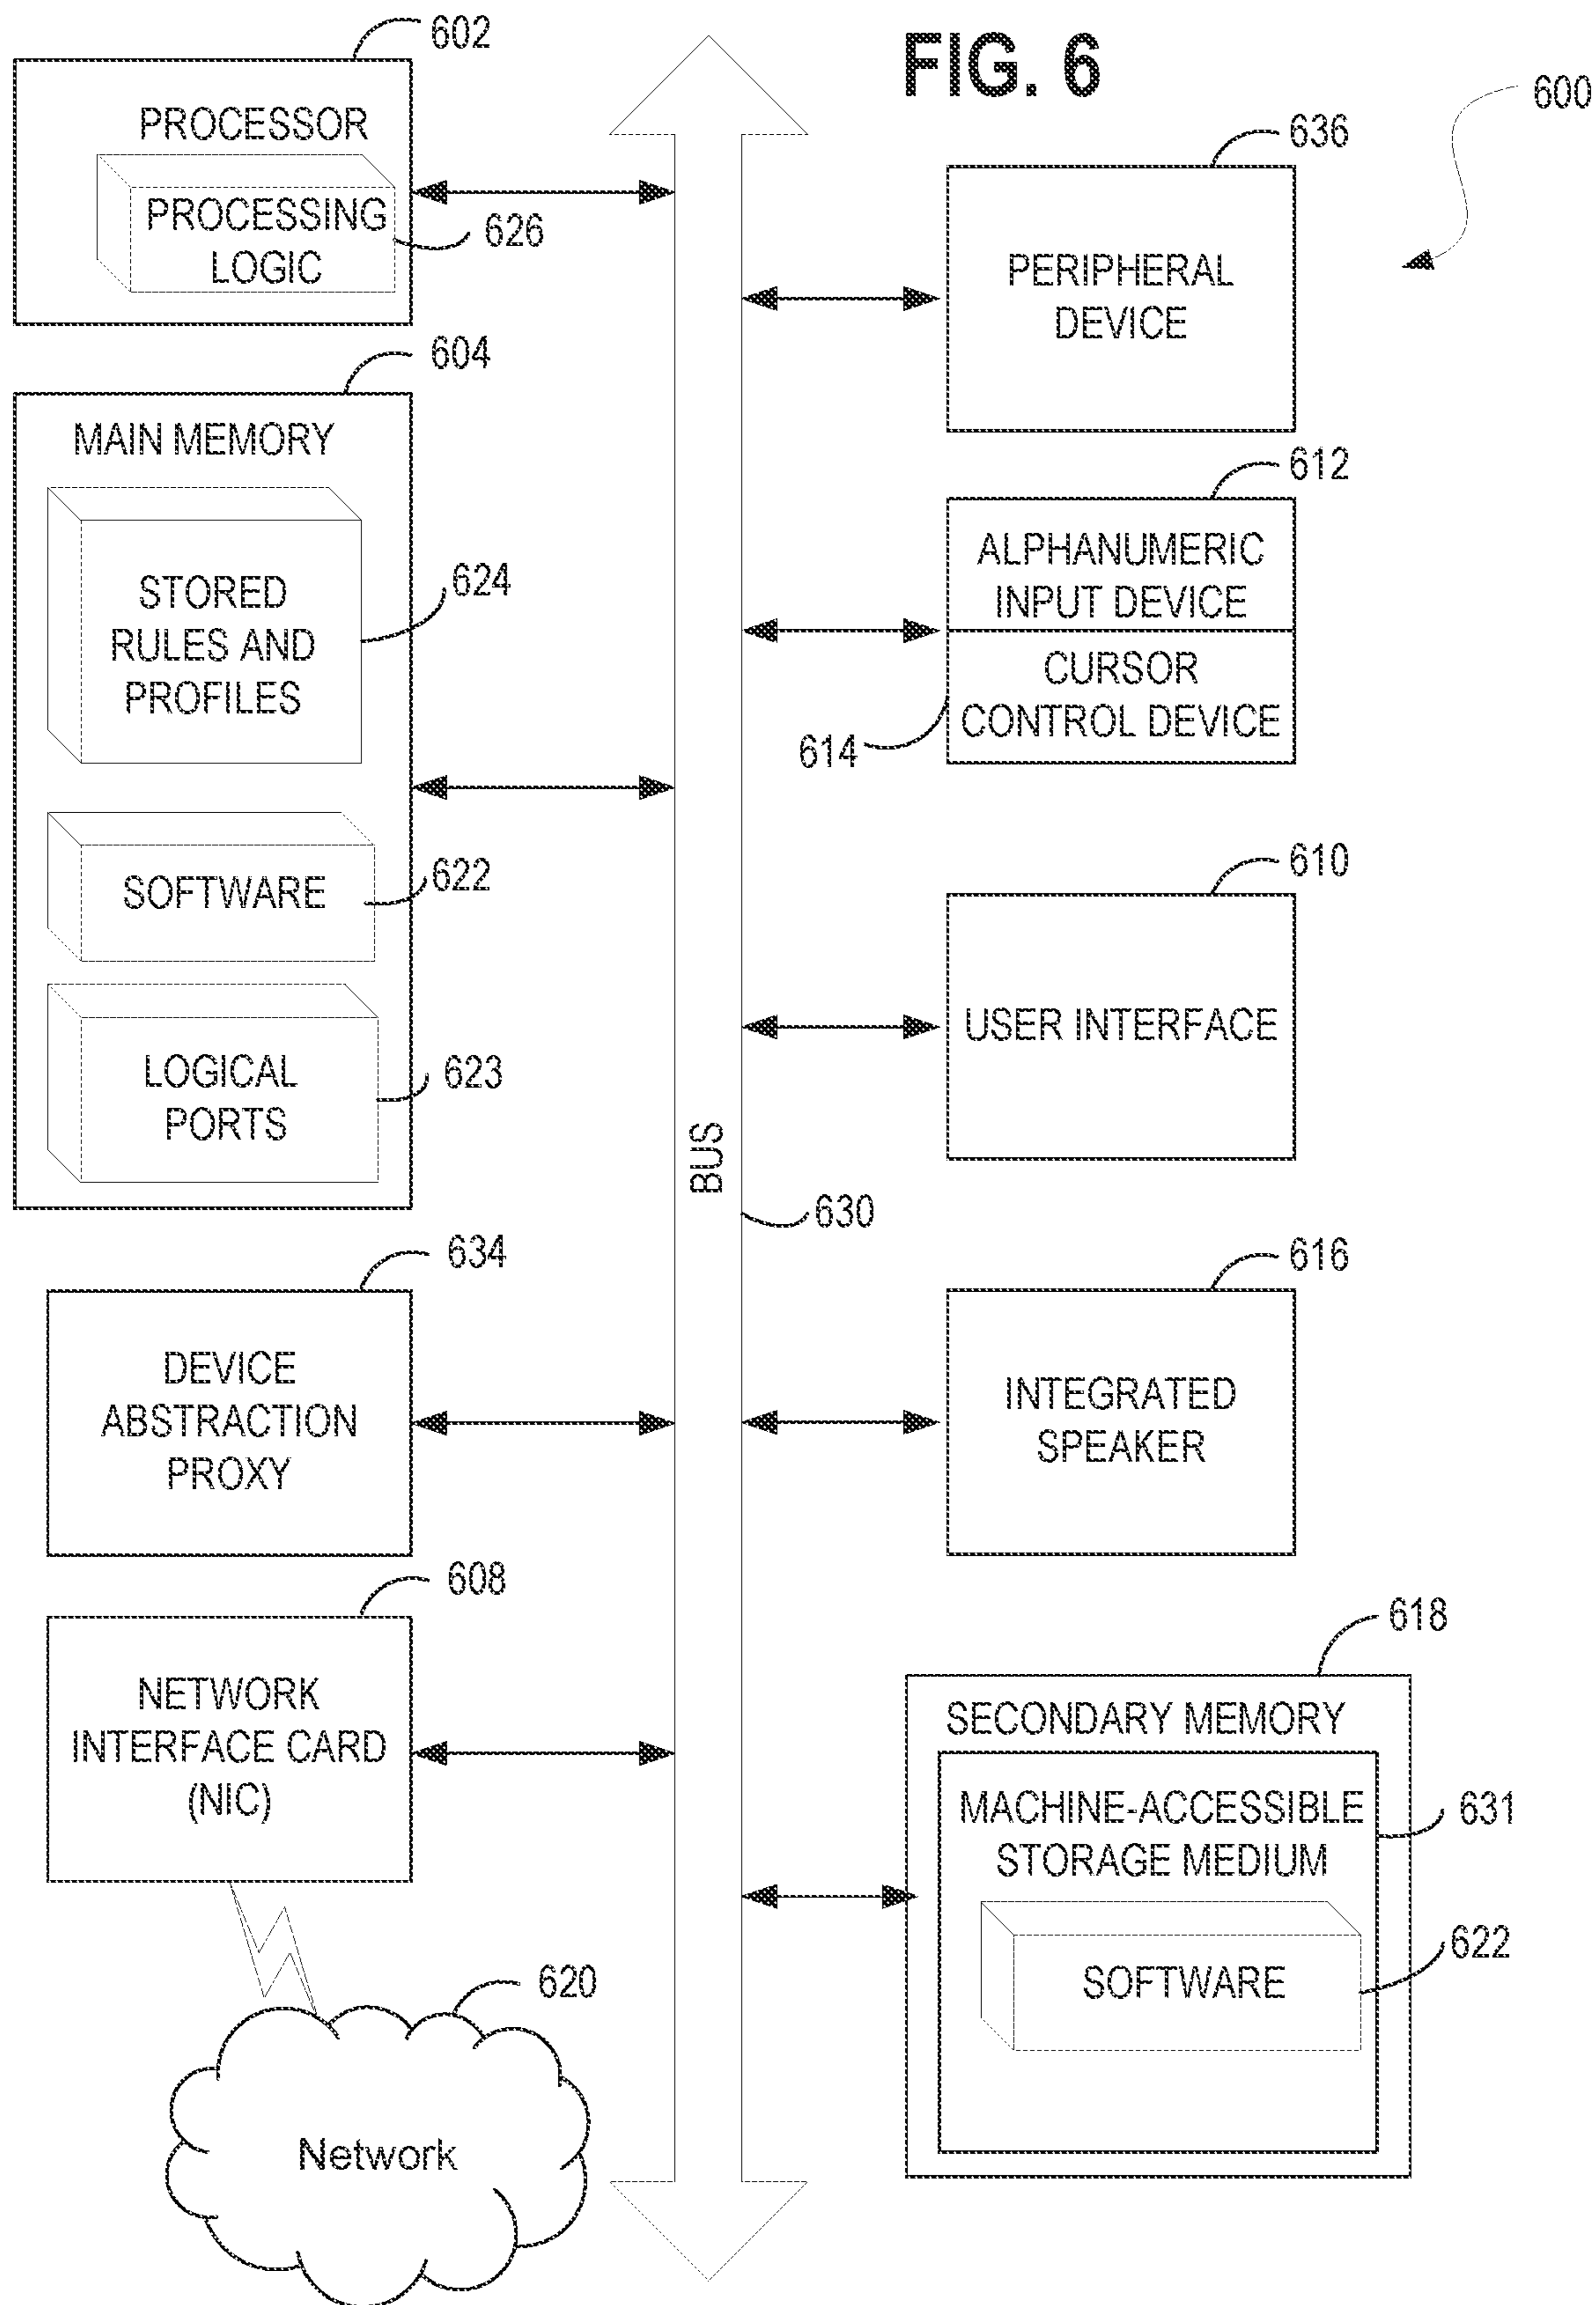 FIG. 6
600
602
PROCESSOR
PROCESSING
LOGIC
626
604
MAIN MEMORY
STORED
RULES AND
PROFILES
624
SOFTWARE
622
LOGICAL
PORTS
623
634
DEVICE
ABSTRACTION
PROXY
608
NETWORK
INTERFACE CARD
(NIC)
620
Network
BUS
630
636
PERIPHERAL
DEVICE
612
ALPHANUMERIC
INPUT DEVICE
CURSOR
CONTROL DEVICE
614
610
USER INTERFACE
616
INTEGRATED
SPEAKER
618
SECONDARY MEMORY
MACHINE-ACCESSIBLE
STORAGE MEDIUM
631
SOFTWARE
622